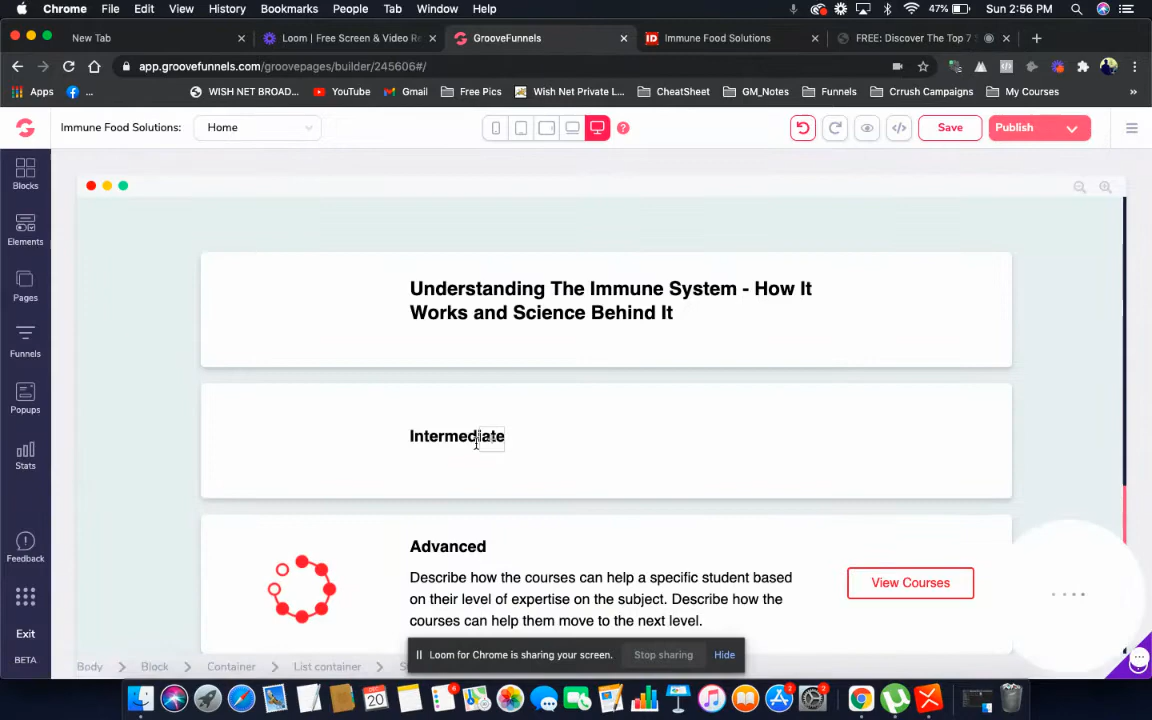 Chrome File Edit View History Bookmarks People Tab Window Help 47% Sun 2:56 PM
New Tab Loom | Free Screen & Video Re GrooveFunnels Immune Food Solutions FREE: Discover The Top 7
app.groovefunnels.com/groovepages/builder/245606#/
Apps ... WISH NET BROAD... YouTube Gmail Free Pics Wish Net Private L... CheatSheet GM_Notes Funnels Crrush Campaigns My Courses »
Immune Food Solutions: Home ? Save Publish
Blocks
Elements
Pages
Funnels
Popups
Stats
Feedback
Exit
BETA
Understanding The Immune System - How It
Works and Science Behind It
Intermediate
Advanced
Describe how the courses can help a specific student based
on their level of expertise on the subject. Describe how the
courses can help them move to the next level.
View Courses
Loom for Chrome is sharing your screen. Stop sharing Hide
Body Block Container List container